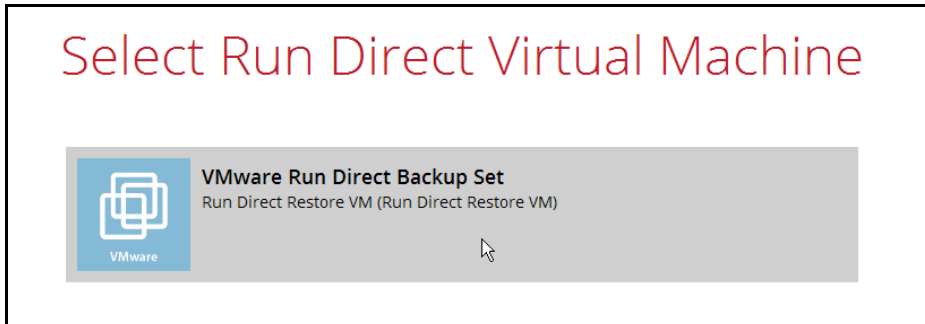 Select Run Direct Virtual Machine
VMware Run Direct Backup Set
Run Direct Restore VM (Run Direct Restore VM)
VMware